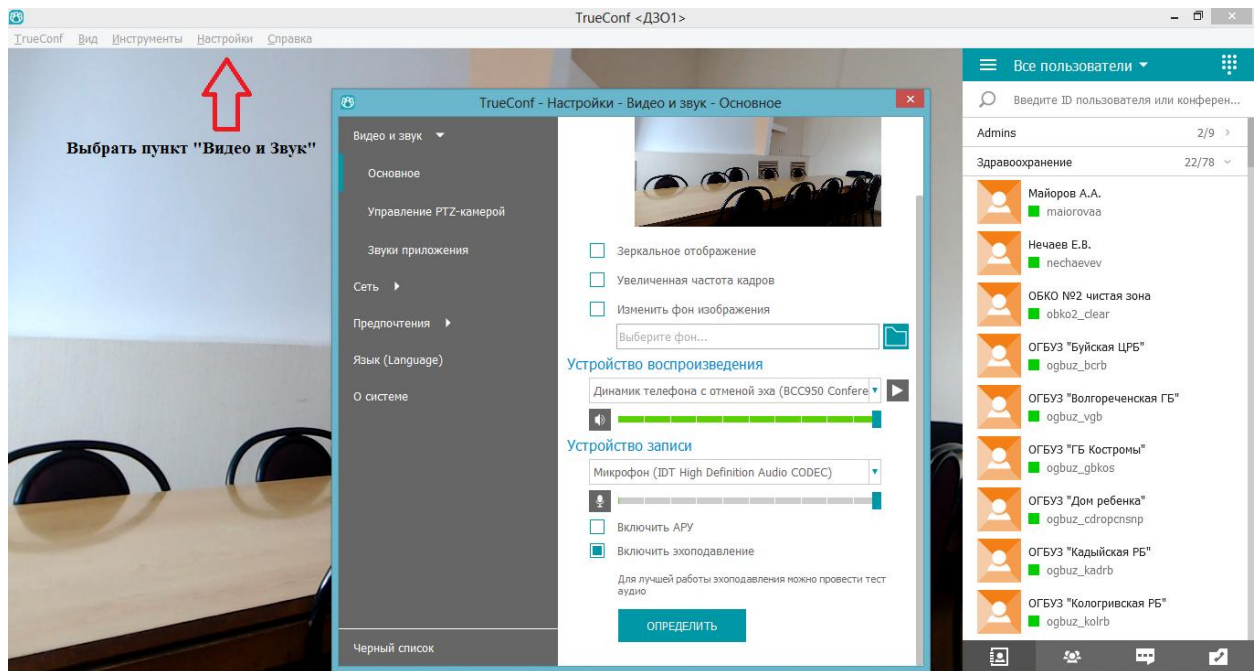 TrueConf <ДЗО1>
TrueConf Вид Инструменты Настройки Справка
Выбрать пункт "Видео и Звук"
TrueConf - Настройки - Видео и звук - Основное
Видео и звук
Основное
Управление PTZ-камерой
Звуки приложения
Сеть
Предпочтения
Язык (Language)
О системе
Черный список
Зеркальное отображение
Увеличенная частота кадров
Изменить фон изображения
Выберите фон...
Устройство воспроизведения
Динамик телефона с отменой эха (BCC950 Confere
Устройство записи
Микрофон (IDT High Definition Audio CODEC)
Включить АРУ
Включить эхоподавление
Для лучшей работы эхоподавления можно провести тест
аудио
ОПРЕДЕЛИТЬ
Все пользователи
Введите ID пользователя или конферен...
Admins 2/9
Здравоохранение 22/78
Майоров А.А.
maiorovaa
Нечаев Е.В.
nechaevev
ОБКО №2 чистая зона
obko2_clear
ОГБУЗ "Буйская ЦРБ"
ogbuz_bcrb
ОГБУЗ "Волгореченская ГБ"
ogbuz_vgb
ОГБУЗ "ГБ Костромы"
ogbuz_gbkos
ОГБУЗ "Дом ребенка"
ogbuz_cdropcnsnp
ОГБУЗ "Кадыйская РБ"
ogbuz_kadrb
ОГБУЗ "Кологривская РБ"
ogbuz_kolrb